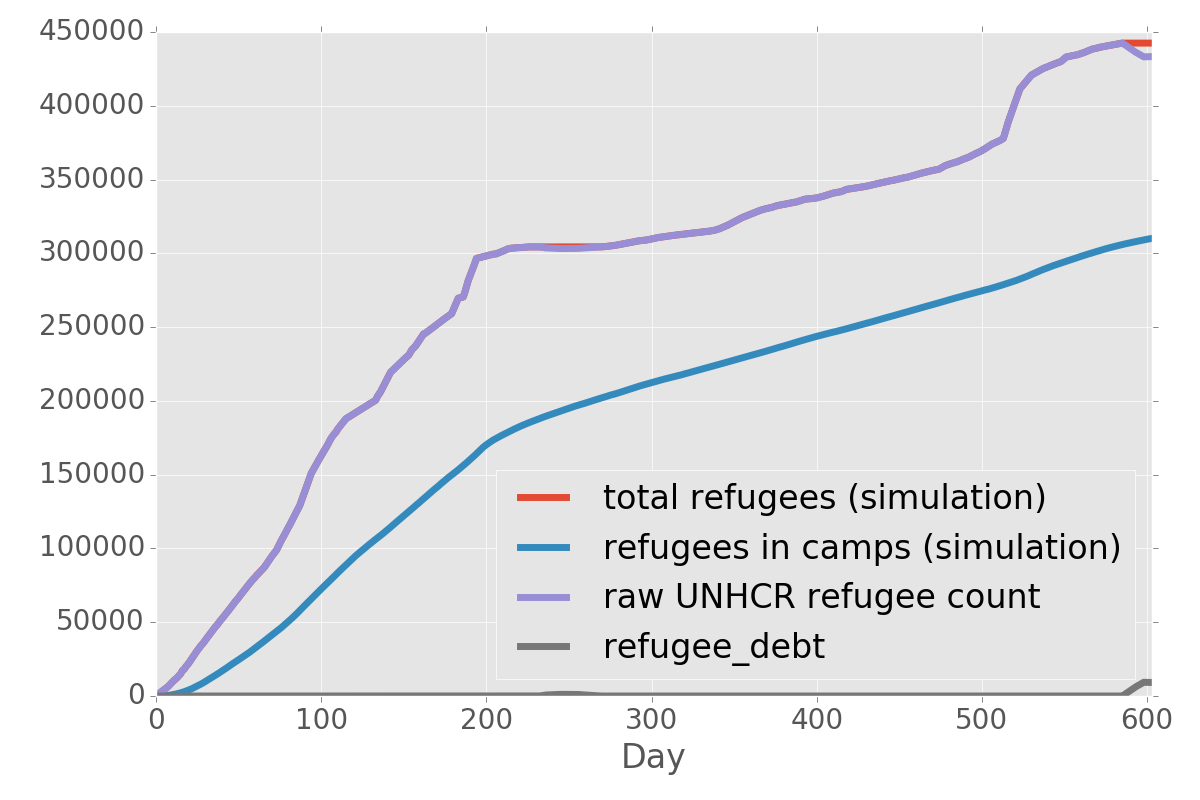 450000
400000
350000
300000
250000
200000
150000
100000
50000
0
0 100 200 300 400 500 600
Day
total refugees (simulation)
refugees in camps (simulation)
raw UNHCR refugee count
refugee_debt